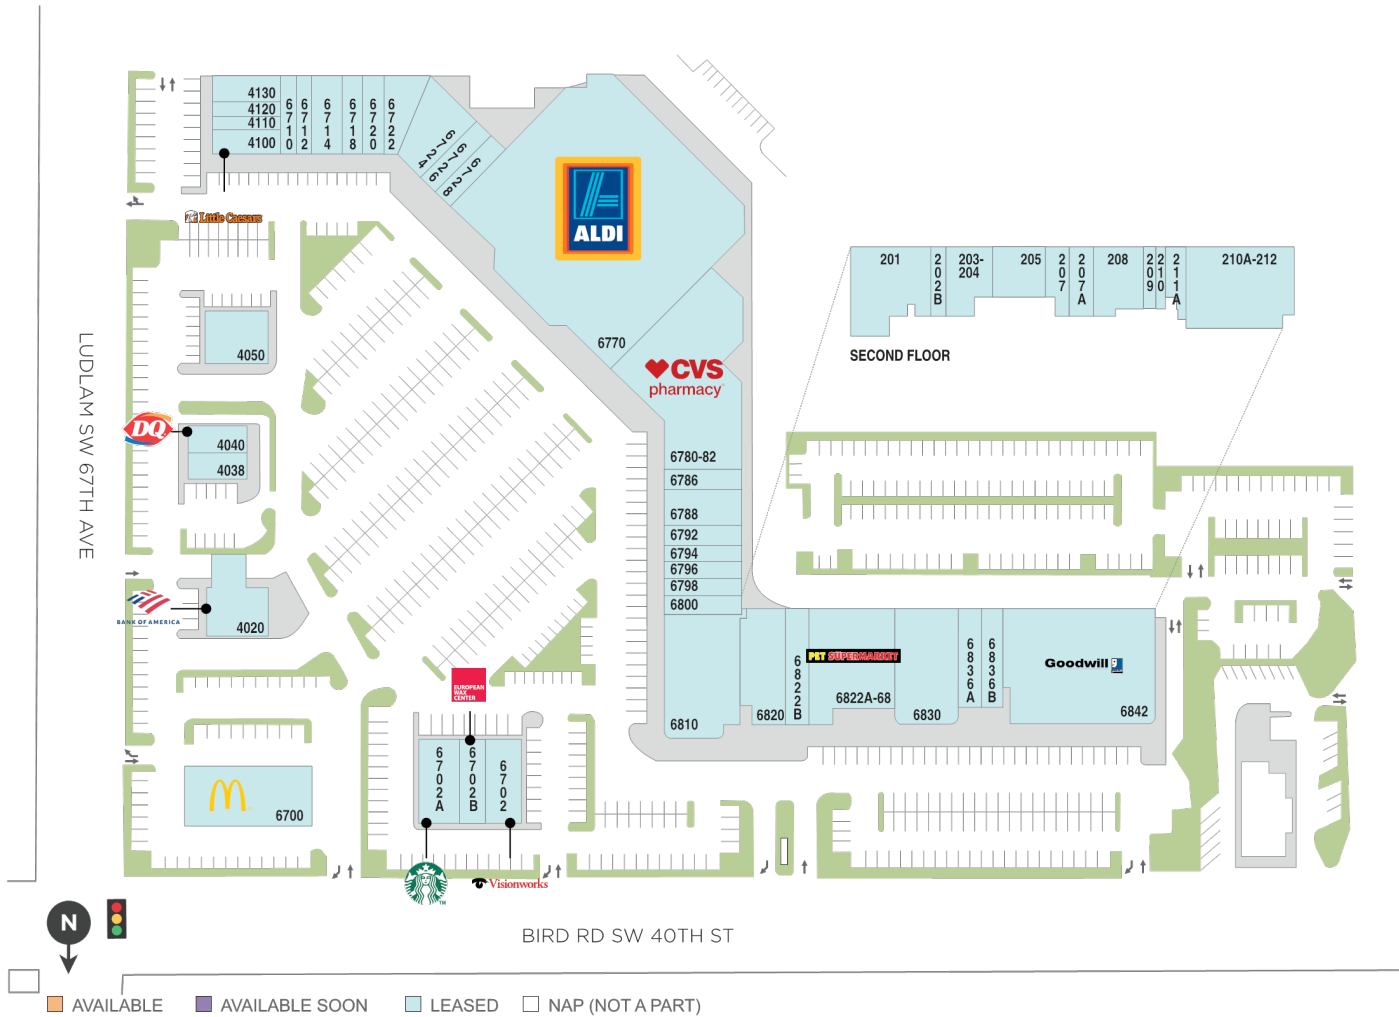 4130
4120
4110
4100
6710
6712
6714
6718
6720
6722
6724
6726
6728
Little Caesars
ALDI
6770
CVS
pharmacy
201
202B
203-
204
205
207
207A
208
209
210
211A
210A-212
SECOND FLOOR
4050
LUDLAM SW 67TH AVE
DQ
4040
4038
BANK OF AMERICA
4020
6780-82
6786
6788
6792
6794
6796
6798
6800
6810
6820
6822B
PET SUPERMARKET
6822A-68
6830
6836A
6836B
Goodwill
6842
EUROPEAN
WAX
CENTER
6702A
6702B
6702
6700
TM
Visionworks
N
BIRD RD SW 40TH ST
AVAILABLE
AVAILABLE SOON
LEASED
NAP (NOT A PART)